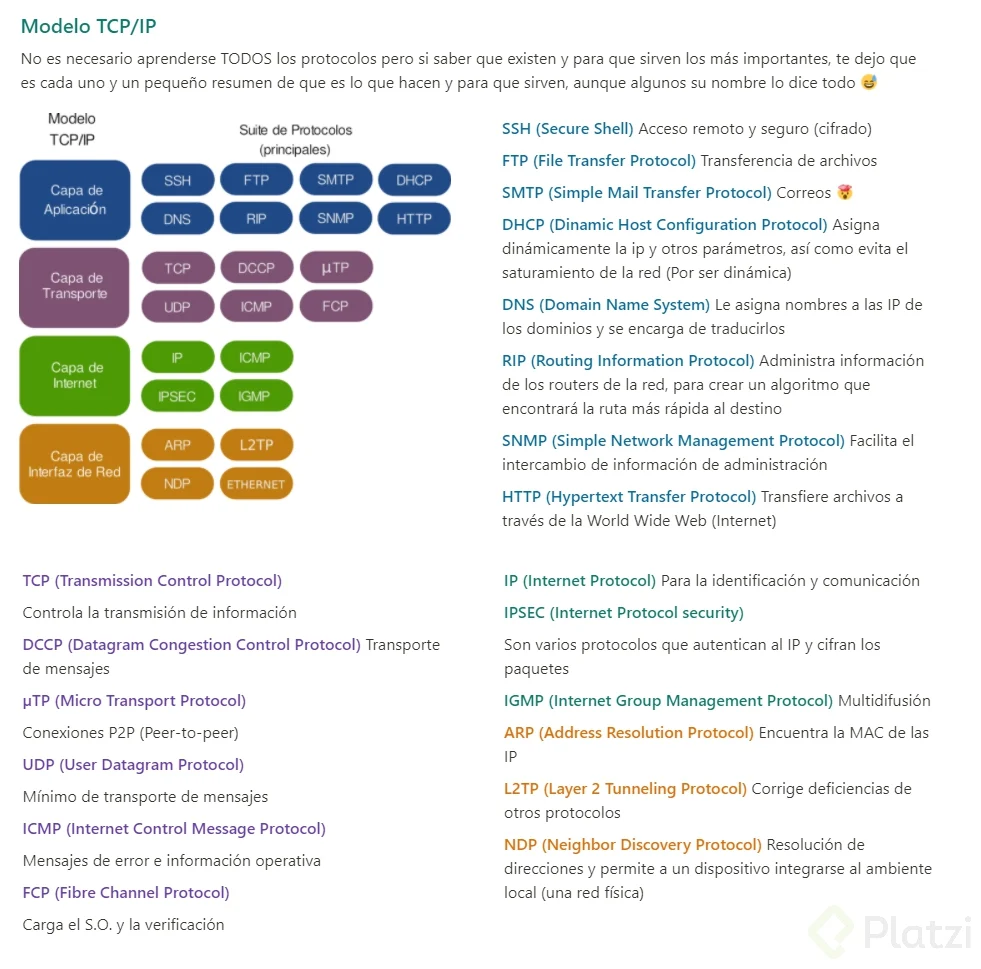 Modelo TCP/IP
No es necesario aprenderse TODOS los protocolos pero si saber que existen y para que sirven los más importantes, te dejo que
es cada uno y un pequeño resumen de que es lo que hacen y para que sirven, aunque algunos su nombre lo dice todo 😅
Modelo
TCP/IP
Suite de Protocolos
(principales)
Capa de
Aplicación
SSH FTP SMTP DHCP
DNS RIP SNMP HTTP
Capa de
Transporte
TCP DCCP µTP
UDP ICMP FCP
Capa de
Internet
IP ICMP
IPSEC IGMP
Capa de
Interfaz de Red
ARP L2TP
NDP ETHERNET
SSH (Secure Shell) Acceso remoto y seguro (cifrado)
FTP (File Transfer Protocol) Transferencia de archivos
SMTP (Simple Mail Transfer Protocol) Correos 🤯
DHCP (Dinamic Host Configuration Protocol) Asigna
dinámicamente la ip y otros parámetros, así como evita el
saturamiento de la red (Por ser dinámica)
DNS (Domain Name System) Le asigna nombres a las IP de
los dominios y se encarga de traducirlos
RIP (Routing Information Protocol) Administra información
de los routers de la red, para crear un algoritmo que
encontrará la ruta más rápida al destino
SNMP (Simple Network Management Protocol) Facilita el
intercambio de información de administración
HTTP (Hypertext Transfer Protocol) Transfiere archivos a
través de la World Wide Web (Internet)
TCP (Transmission Control Protocol)
Controla la transmisión de información
DCCP (Datagram Congestion Control Protocol) Transporte
de mensajes
µTP (Micro Transport Protocol)
Conexiones P2P (Peer-to-peer)
UDP (User Datagram Protocol)
Mínimo de transporte de mensajes
ICMP (Internet Control Message Protocol)
Mensajes de error e información operativa
FCP (Fibre Channel Protocol)
Carga el S.O. y la verificación
IP (Internet Protocol) Para la identificación y comunicación
IPSEC (Internet Protocol security)
Son varios protocolos que autentican al IP y cifran los
paquetes
IGMP (Internet Group Management Protocol) Multidifusión
ARP (Address Resolution Protocol) Encuentra la MAC de las
IP
L2TP (Layer 2 Tunneling Protocol) Corrige deficiencias de
otros protocolos
NDP (Neighbor Discovery Protocol) Resolución de
direcciones y permite a un dispositivo integrarse al ambiente
local (una red física)
Platzi